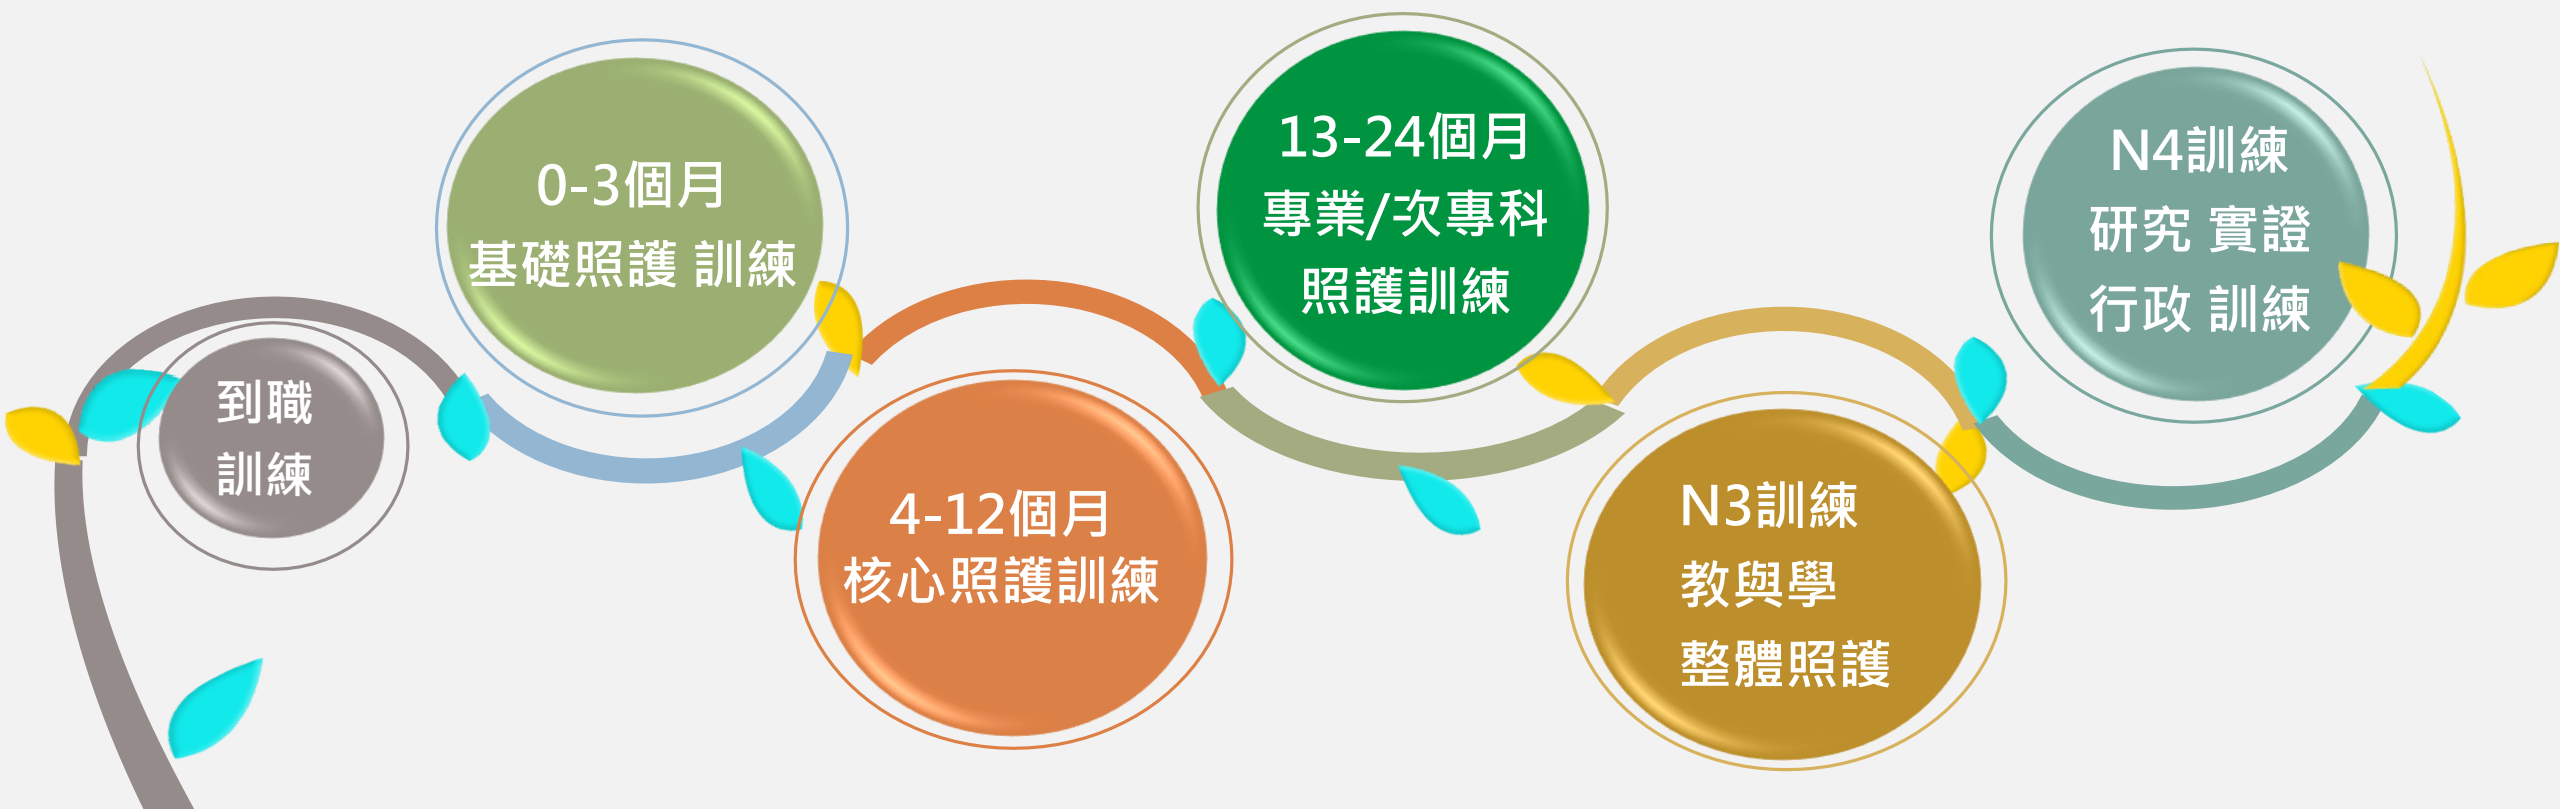 到職
訓練
0-3個月
基礎照護 訓練
4-12個月
核心照護訓練
13-24個月
專業/次專科
照護訓練
N3訓練
教與學
整體照護
N4訓練
研究 實證
行政 訓練